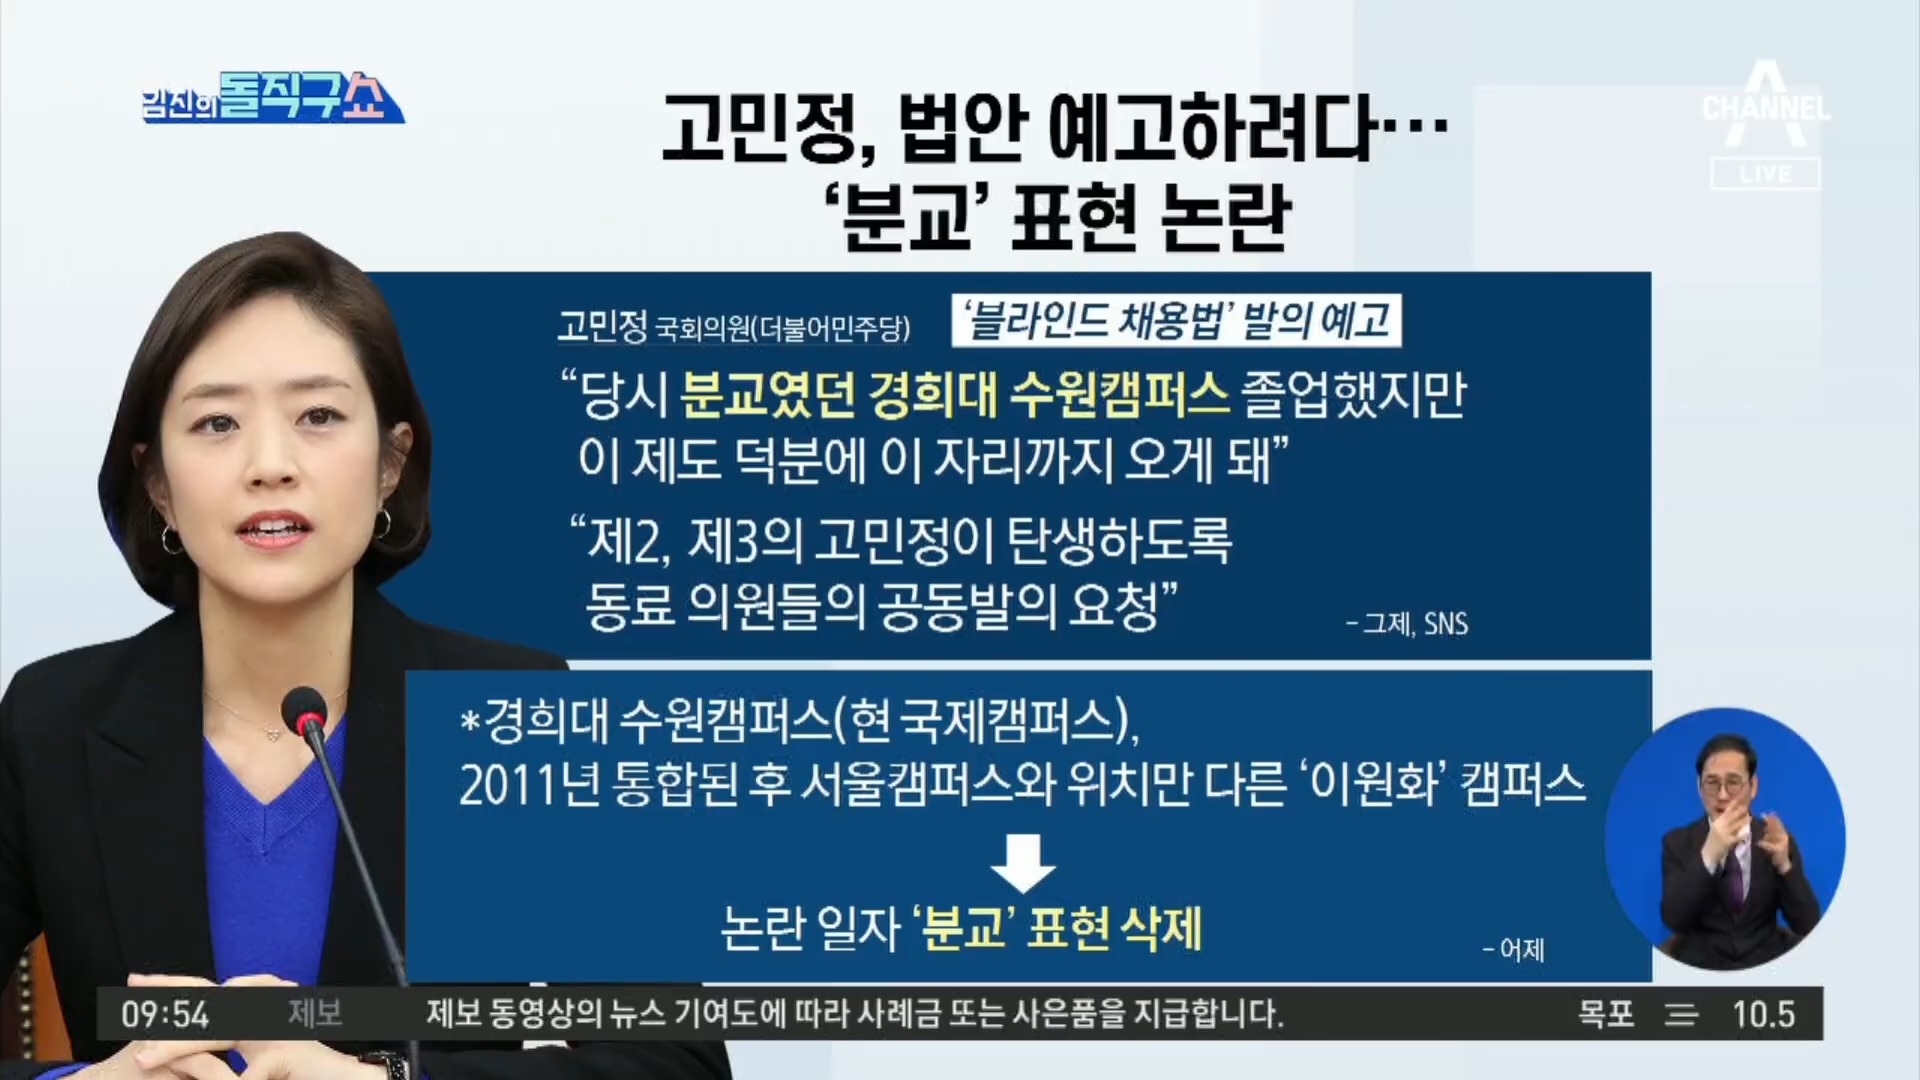 김진의 돌직구쇼
고민정, 법안 예고하려다…
‘분교’ 표현 논란
CHANNEL A
LIVE
고민정 국회의원(더불어민주당) ‘블라인드 채용법’ 발의 예고
“당시 분교였던 경희대 수원캠퍼스 졸업했지만
이 제도 덕분에 이 자리까지 오게 돼”
“제2, 제3의 고민정이 탄생하도록
동료 의원들의 공동발의 요청”
- 그제, SNS
*경희대 수원캠퍼스(현 국제캠퍼스),
2011년 통합된 후 서울캠퍼스와 위치만 다른 ‘이원화’ 캠퍼스
논란 일자 ‘분교’ 표현 삭제
- 어제
09:54 제보 제보 동영상의 뉴스 기여도에 따라 사례금 또는 사은품을 지급합니다. 목포 10.5